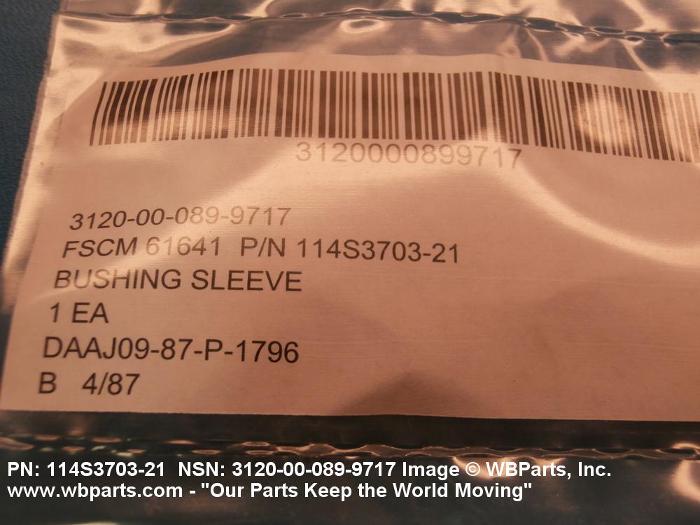 3120000899717
3120-00-089-9717
FSCM 61641 P/N 114S3703-21
BUSHING SLEEVE
1 EA
DAAJ09-87-P-1796
B 4/87
PN: 114S3703-21 NSN: 3120-00-089-9717 Image © WBParts, Inc.
www.wbparts.com - "Our Parts Keep the World Moving"